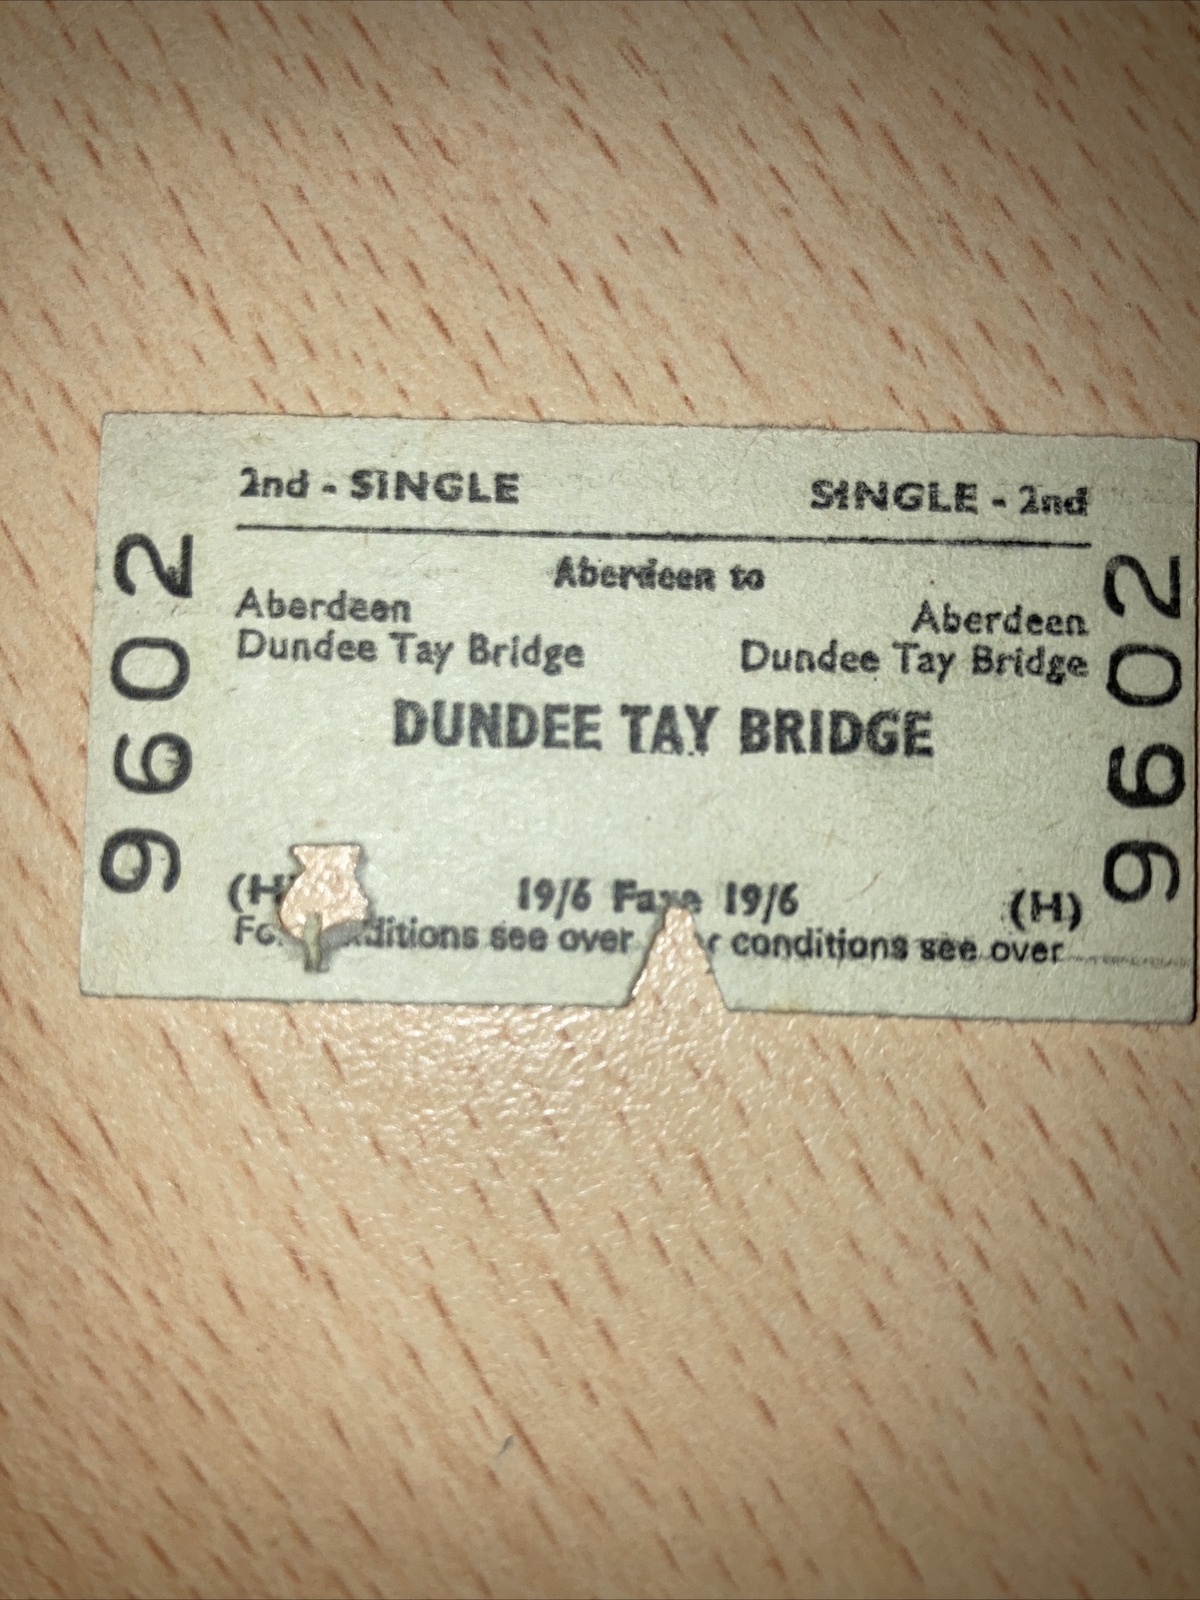 2nd - SINGLE SINGLE - 2nd
Aberdeen to
Aberdeen Aberdeen
Dundee Tay Bridge Dundee Tay Bridge
DUNDEE TAY BRIDGE
(H) 19/6 Fare 19/6 (H)
see over conditions see over
9602
9602